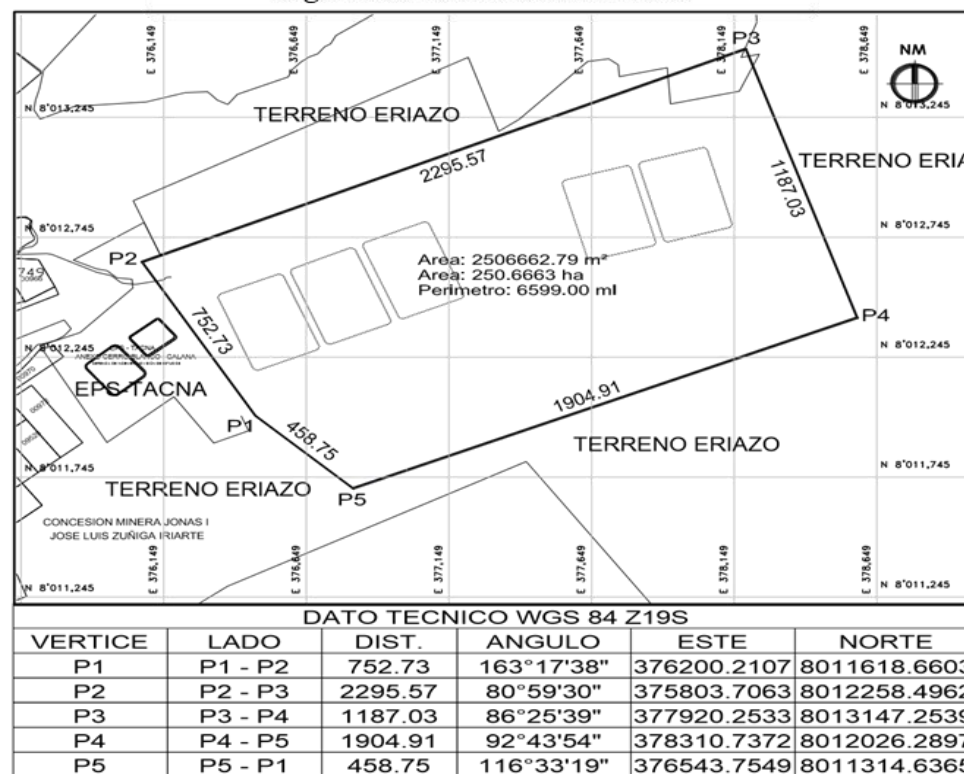 E 376,149
E 376,649
E 377,149
E 377,649
E 378,149
E 378,649
P3
NM
N 8'013,245
TERRENO ERIAZO
N 8'013,245
2295.57
1187.03
TERRENO ERIA
N 8'012,745
N 8'012,745
P2
Area: 2506662.79 m²
Area: 250.6663 ha
Perimetro: 6599.00 ml
749
752.73
P4
N 8'012,245
N 8'012,245
EPS-TACNA
1904.91
P1
458.75
TERRENO ERIAZO
N 8'011,745
N 8'011,745
TERRENO ERIAZO
P5
CONCESION MINERA JONAS I
JOSE LUIS ZUÑIGA IRIARTE
E 376,149
E 376,649
E 377,149
E 377,649
E 378,149
E 378,649
N 8'011,245
N 8'011,245
DATO TECNICO WGS 84 Z19S
VERTICE LADO DIST. ANGULO ESTE NORTE
P1 P1 - P2 752.73 163°17'38" 376200.2107 8011618.6603
P2 P2 - P3 2295.57 80°59'30" 375803.7063 8012258.4962
P3 P3 - P4 1187.03 86°25'39" 377920.2533 8013147.2539
P4 P4 - P5 1904.91 92°43'54" 378310.7372 8012026.2897
P5 P5 - P1 458.75 116°33'19" 376543.7549 8011314.6365